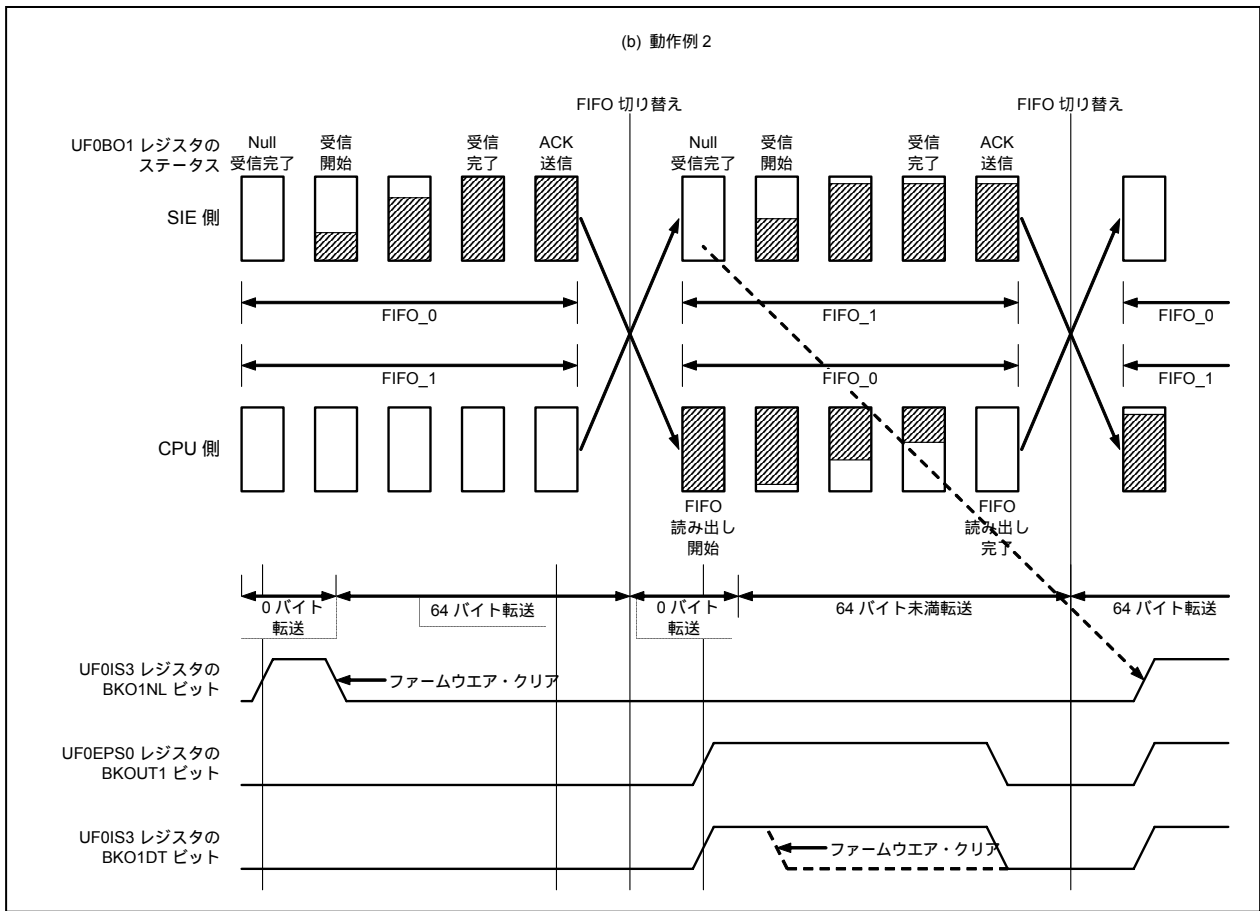 (b) 動作例 2
FIFO 切り替え
FIFO 切り替え
UF0BO1 レジスタの
ステータス
Null
受信完了
受信
開始
受信
完了
ACK
送信
Null
受信完了
受信
開始
受信
完了
ACK
送信
SIE 側
FIFO_0
FIFO_1
FIFO_0
FIFO_1
FIFO_0
FIFO_1
CPU 側
FIFO
読み出し
開始
FIFO
読み出し
完了
0 バイト
転送
64 バイト転送
0 バイト
転送
64 バイト未満転送
64 バイト転送
UF0IS3 レジスタの
BKO1NL ビット
ファームウエア・クリア
UF0EPS0 レジスタの
BKOUT1 ビット
UF0IS3 レジスタの
BKO1DT ビット
ファームウエア・クリア